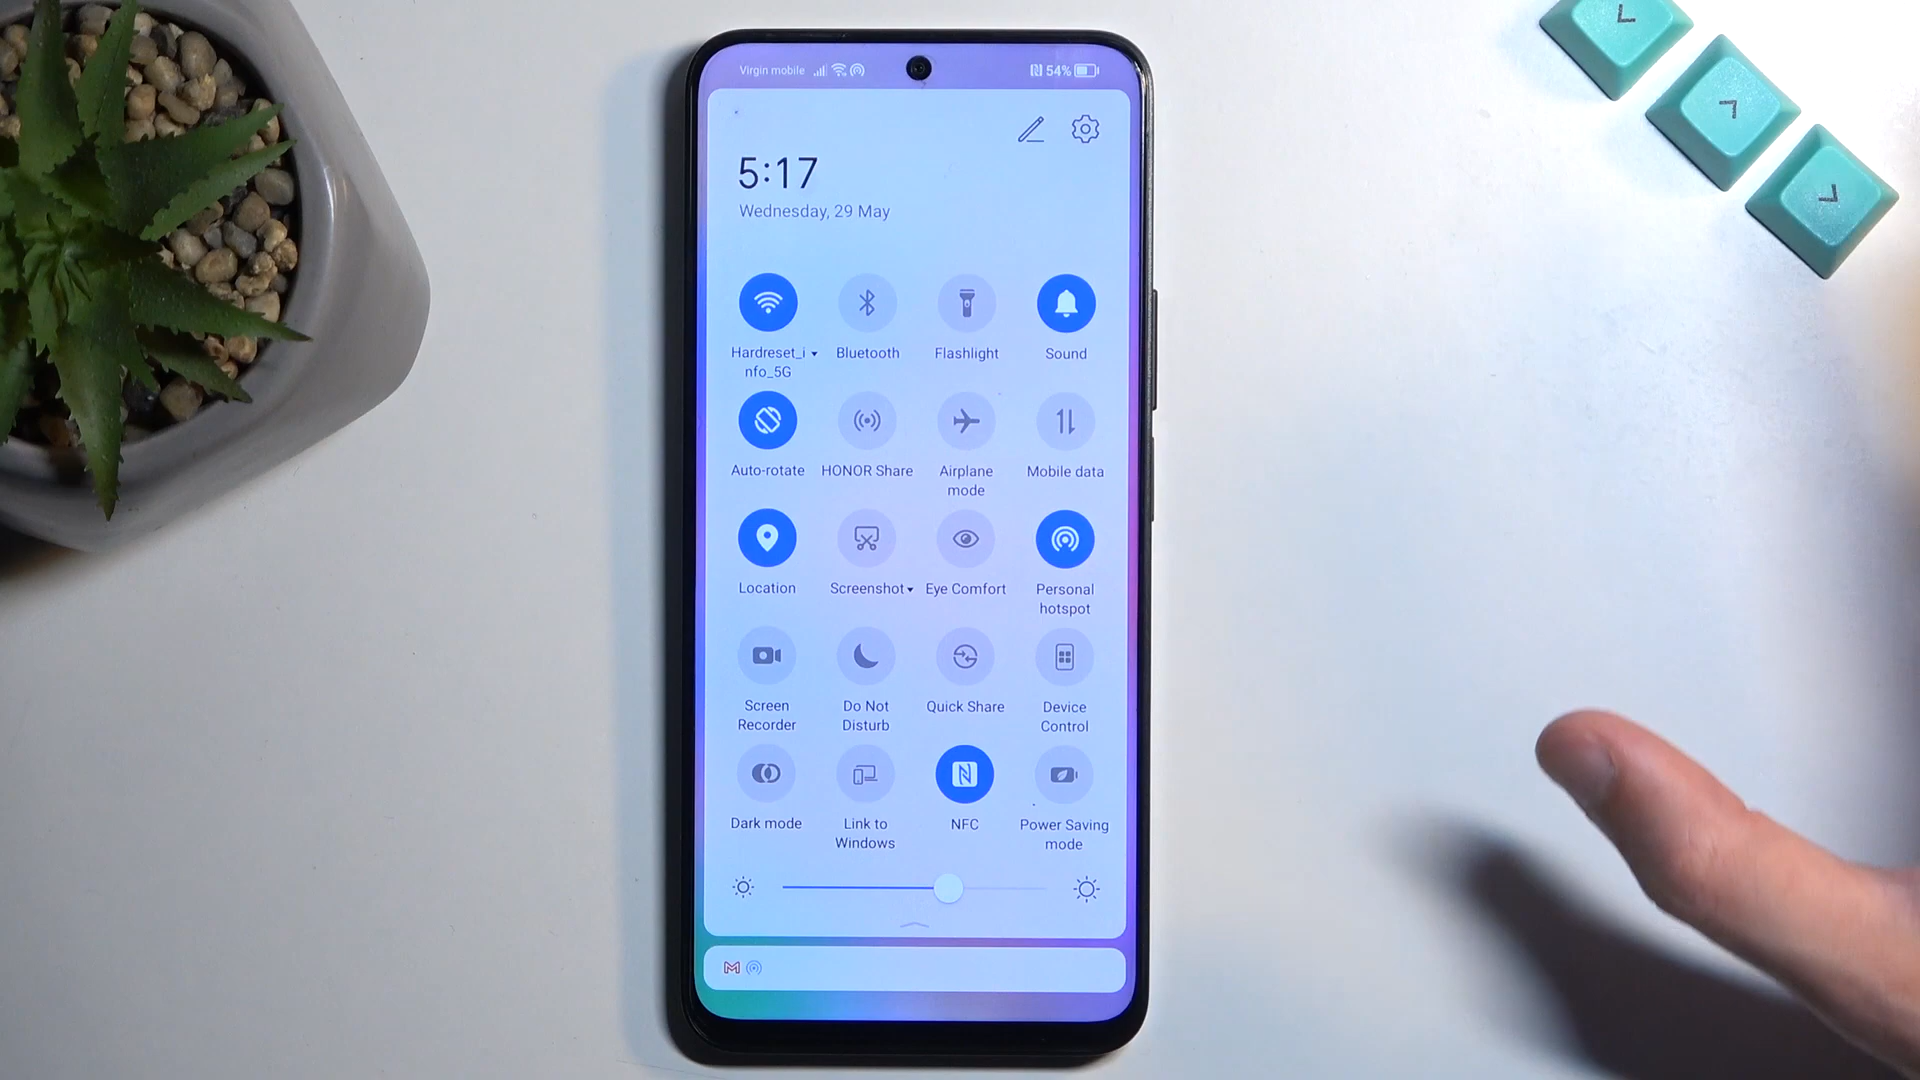 Virgin mobile 54%
5:17
Wednesday, 29 May
Hardreset_i
nfo_5G
Bluetooth
Flashlight
Sound
Auto-rotate
HONOR Share
Airplane
mode
Mobile data
Location
Screenshot
Eye Comfort
Personal
hotspot
Screen
Recorder
Do Not
Disturb
Quick Share
Device
Control
Dark mode
Link to
Windows
NFC
Power Saving
mode